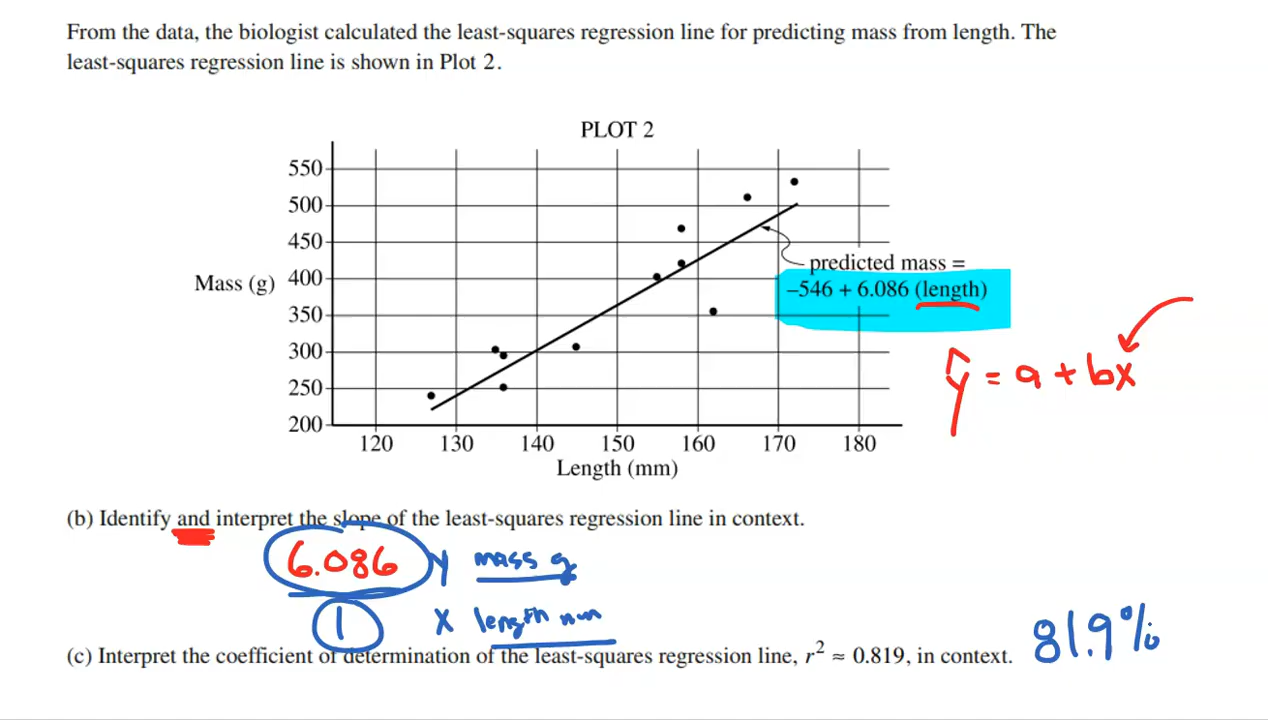 From the data, the biologist calculated the least-squares regression line for predicting mass from length. The
least-squares regression line is shown in Plot 2.
PLOT 2
550
500
450
400
350
300
250
200
Mass (g)
predicted mass =
–546 + 6.086 (length)
ŷ = a + bx
120 130 140 150 160 170 180
Length (mm)
(b) Identify and interpret the slope of the least-squares regression line in context.
6.086 y mass g
1 x length mm
(c) Interpret the coefficient of determination of the least-squares regression line, r² ≈ 0.819, in context.
81.9%